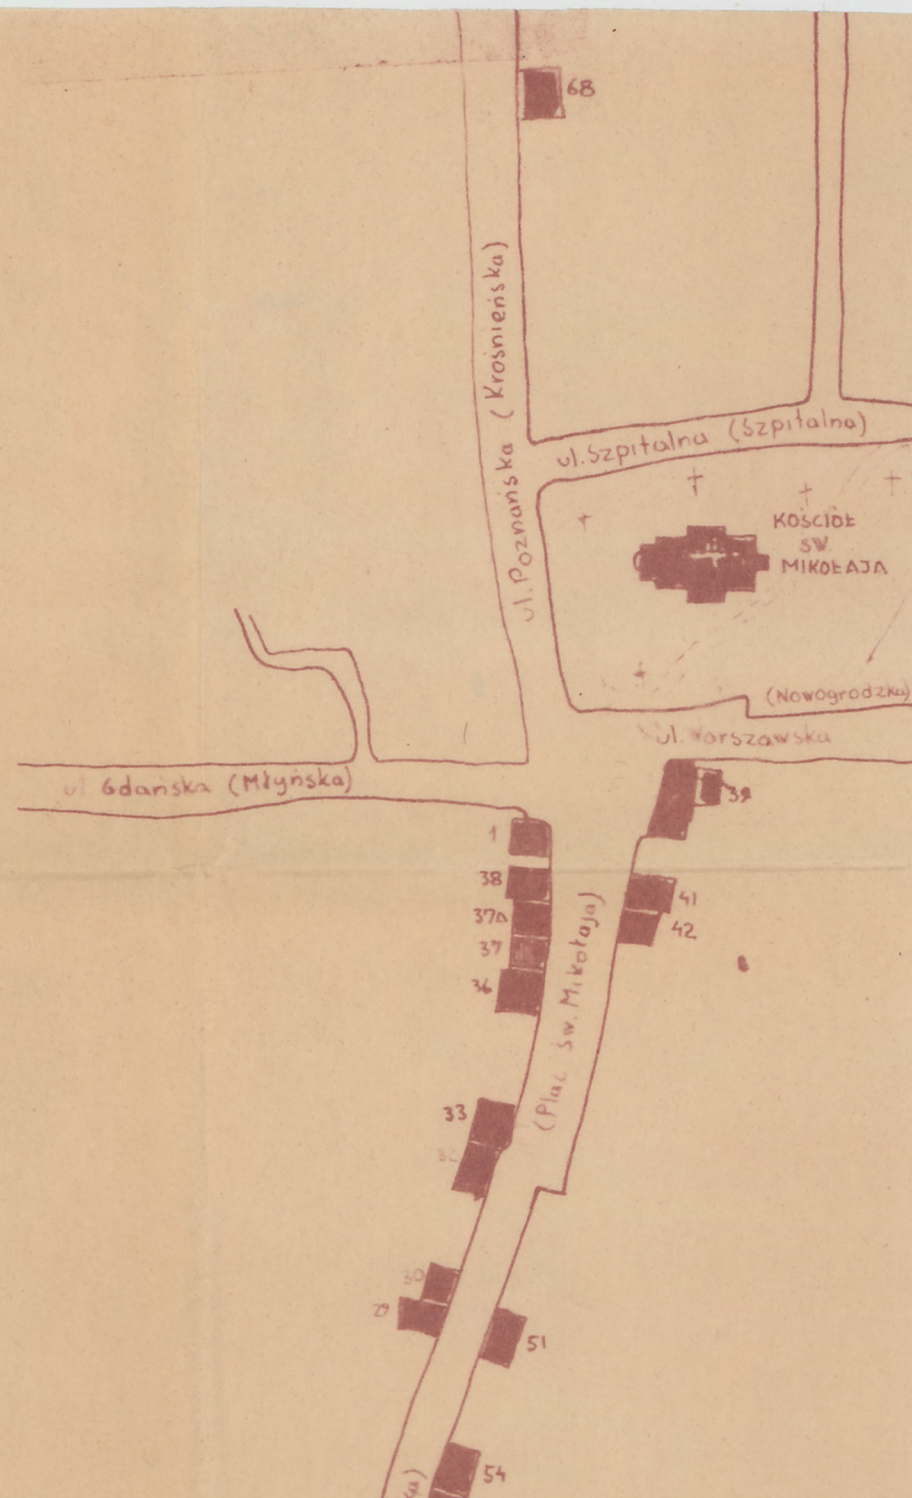 68
ul. Poznańska (Krośnieńska)
ul. Szpitalna (Szpitalna)
KOŚCIÓŁ
ŚW.
MIKOŁAJA
(Nowogrodzka)
ul. Warszawska
ul. Gdańska (Młyńska)
39
1
38
37A
37
36
41
42
(Plac św. Mikołaja)
33
32
30
29
51
54